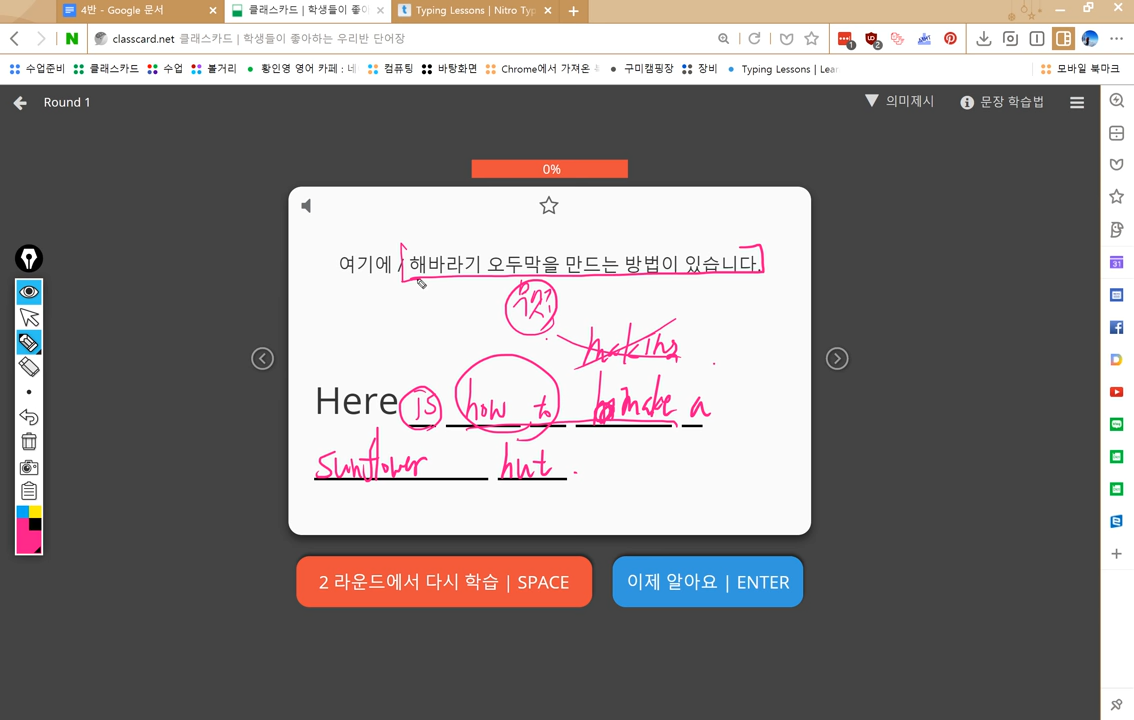 4반 - Google 문서
클래스카드 | 학생들이 좋아
Typing Lessons | Nitro Typ
classcard.net 클래스카드 | 학생들이 좋아하는 우리반 단어장
수업준비 클래스카드 수업 볼거리 황인영 영어 카페 : 네 컴퓨팅 바탕화면 Chrome에서 가져온 구미캠핑장 장비 Typing Lessons | Lear 모바일 북마크
Round 1 의미제시 문장 학습법
0%
여기에 / 해바라기 오두막을 만드는 방법이 있습니다.
making
Here is how to make a
sunflower hut.
2 라운드에서 다시 학습 | SPACE
이제 알아요 | ENTER